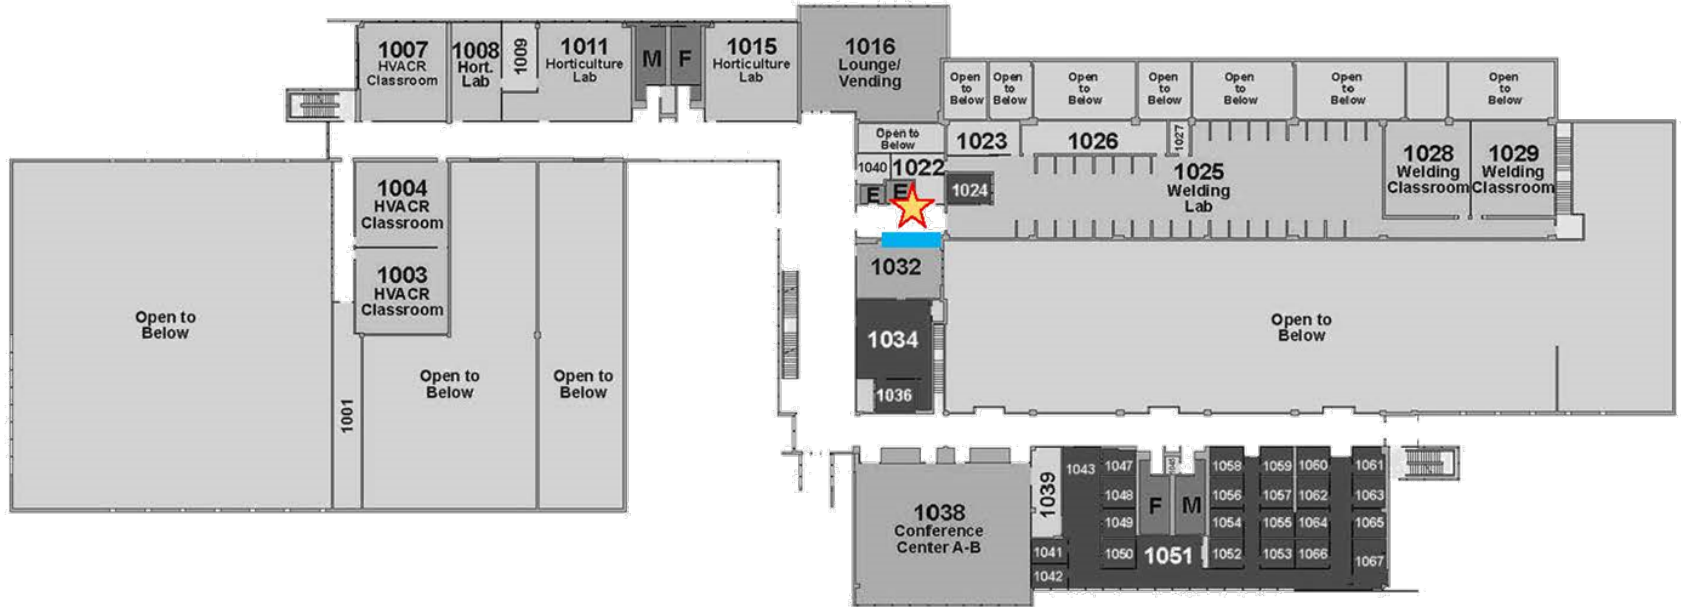 1007
HVACR
Classroom
1008
Hort.
Lab
1009
1011
Horticulture
Lab
M
F
1015
Horticulture
Lab
1016
Lounge/
Vending
Open
to
Below
Open
to
Below
Open
to
Below
Open
to
Below
Open
to
Below
Open
to
Below
Open
to
Below
Open to
Below
1023
1026
1027
1040
1022
E
E
1024
1025
Welding
Lab
1028
Welding
Classroom
1029
Welding
Classroom
1004
HVACR
Classroom
1003
HVACR
Classroom
1032
1034
1036
Open to
Below
1001
Open to
Below
Open to
Below
Open to
Below
1038
Conference
Center A-B
1039
1041
1042
1043
1047
1048
1049
1050
1045
F
M
1051
1058
1056
1054
1052
1059
1057
1055
1053
1060
1062
1064
1066
1061
1063
1065
1067